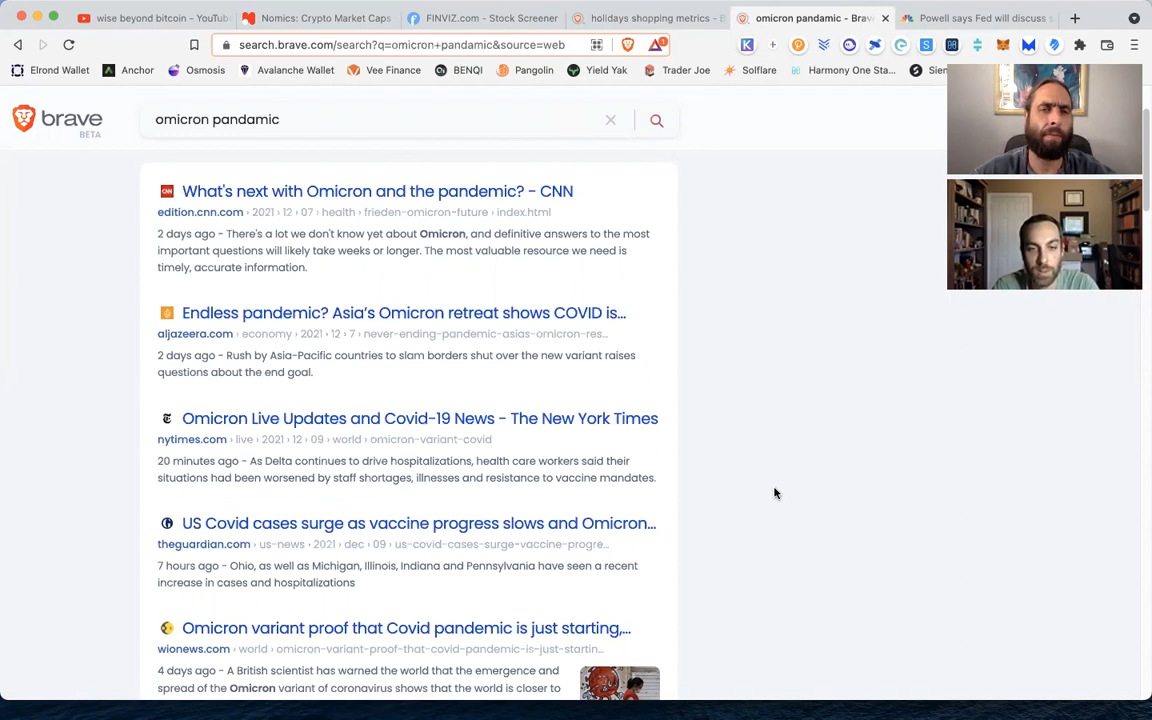 wise beyond bitcoin - YouTub
Nomics: Crypto Market Caps
FINVIZ.com - Stock Screener
holidays shopping metrics - B
omicron pandamic - Brav
Powell says Fed will discuss s
search.brave.com/search?q=omicron+pandamic&source=web
Elrond Wallet
Anchor
Osmosis
Avalanche Wallet
Vee Finance
BENQI
Pangolin
Yield Yak
Trader Joe
Solflare
Harmony One Sta...
Sien
brave
BETA
omicron pandamic
What's next with Omicron and the pandemic? - CNN
edition.cnn.com › 2021 › 12 › 07 › health › frieden-omicron-future › index.html
2 days ago - There's a lot we don't know yet about Omicron, and definitive answers to the most
important questions will likely take weeks or longer. The most valuable resource we need is
timely, accurate information.
Endless pandemic? Asia's Omicron retreat shows COVID is...
aljazeera.com › economy › 2021 › 12 › 7 › never-ending-pandemic-asias-omicron-res...
2 days ago - Rush by Asia-Pacific countries to slam borders shut over the new variant raises
questions about the end goal.
Omicron Live Updates and Covid-19 News - The New York Times
nytimes.com › live › 2021 › 12 › 09 › world › omicron-variant-covid
20 minutes ago - As Delta continues to drive hospitalizations, health care workers said their
situations had been worsened by staff shortages, illnesses and resistance to vaccine mandates.
US Covid cases surge as vaccine progress slows and Omicron...
theguardian.com › us-news › 2021 › dec › 09 › us-covid-cases-surge-vaccine-progre...
7 hours ago - Ohio, as well as Michigan, Illinois, Indiana and Pennsylvania have seen a recent
increase in cases and hospitalizations
Omicron variant proof that Covid pandemic is just starting,...
wionews.com › world › omicron-variant-proof-that-covid-pandemic-is-just-startin...
4 days ago - A British scientist has warned the world that the emergence and
spread of the Omicron variant of coronavirus shows that the world is closer to